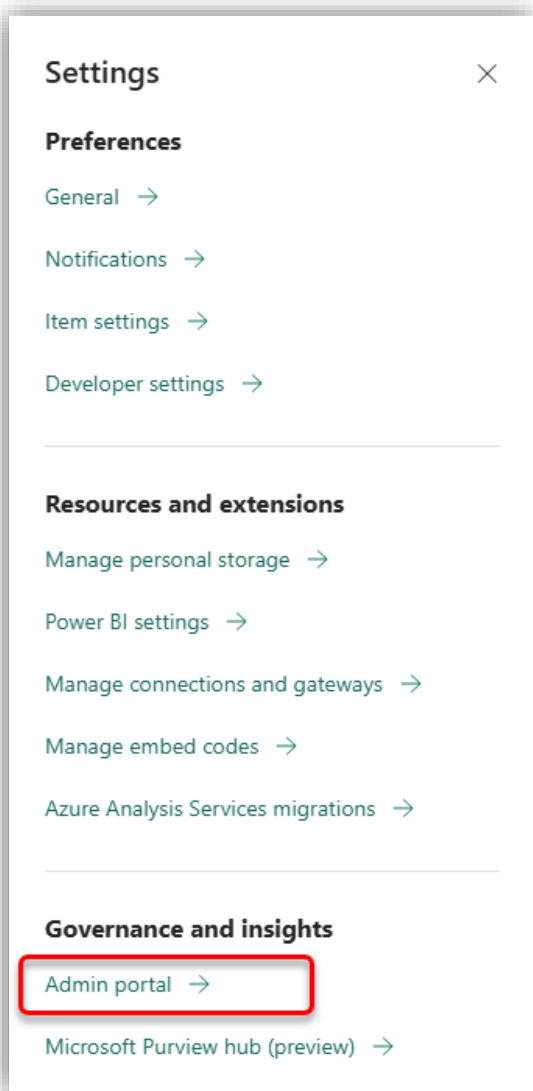 Settings
Preferences
General
Notifications
Item settings
Developer settings
Resources and extensions
Manage personal storage
Power BI settings
Manage connections and gateways
Manage embed codes
Azure Analysis Services migrations
Governance and insights
Admin portal
Microsoft Purview hub (preview)